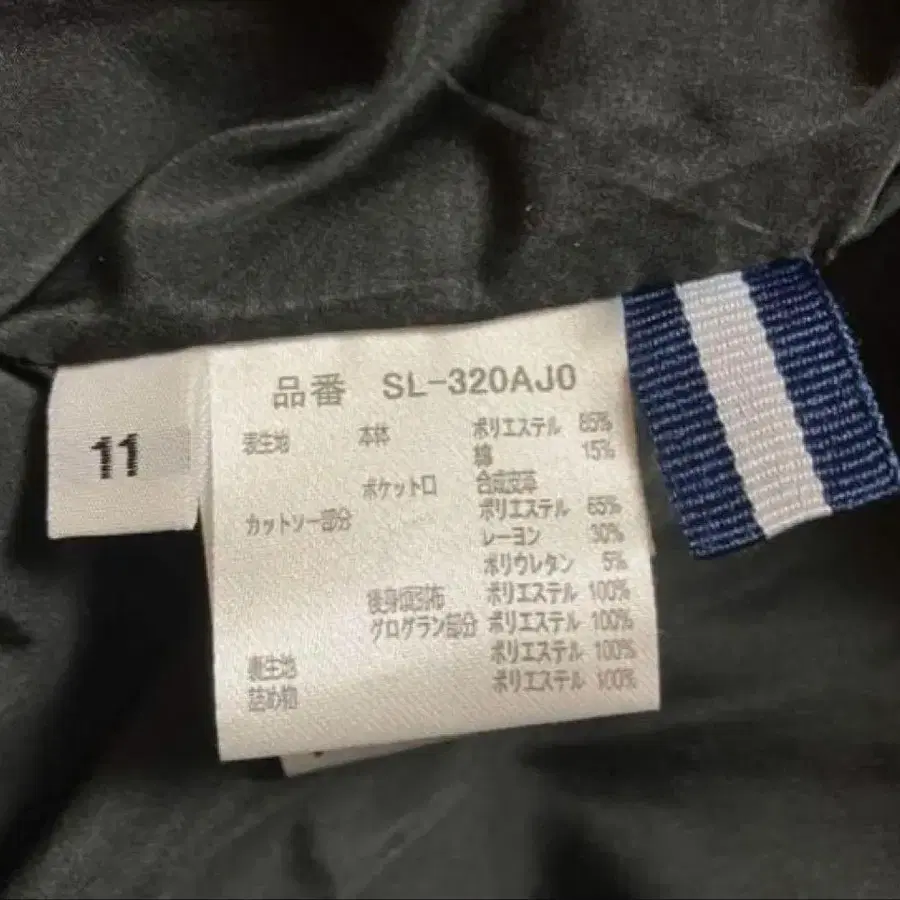 11
品番 SL-320AJ0
表生地 本体 ポリエステル 85%
綿 15%
ポケット口 合成皮革
カットソー部分 ポリエステル 65%
レーヨン 30%
ポリウレタン 5%
後身頃別布 ポリエステル 100%
グログラン部分 ポリエステル 100%
裏生地 ポリエステル 100%
詰め物 ポリエステル 100%